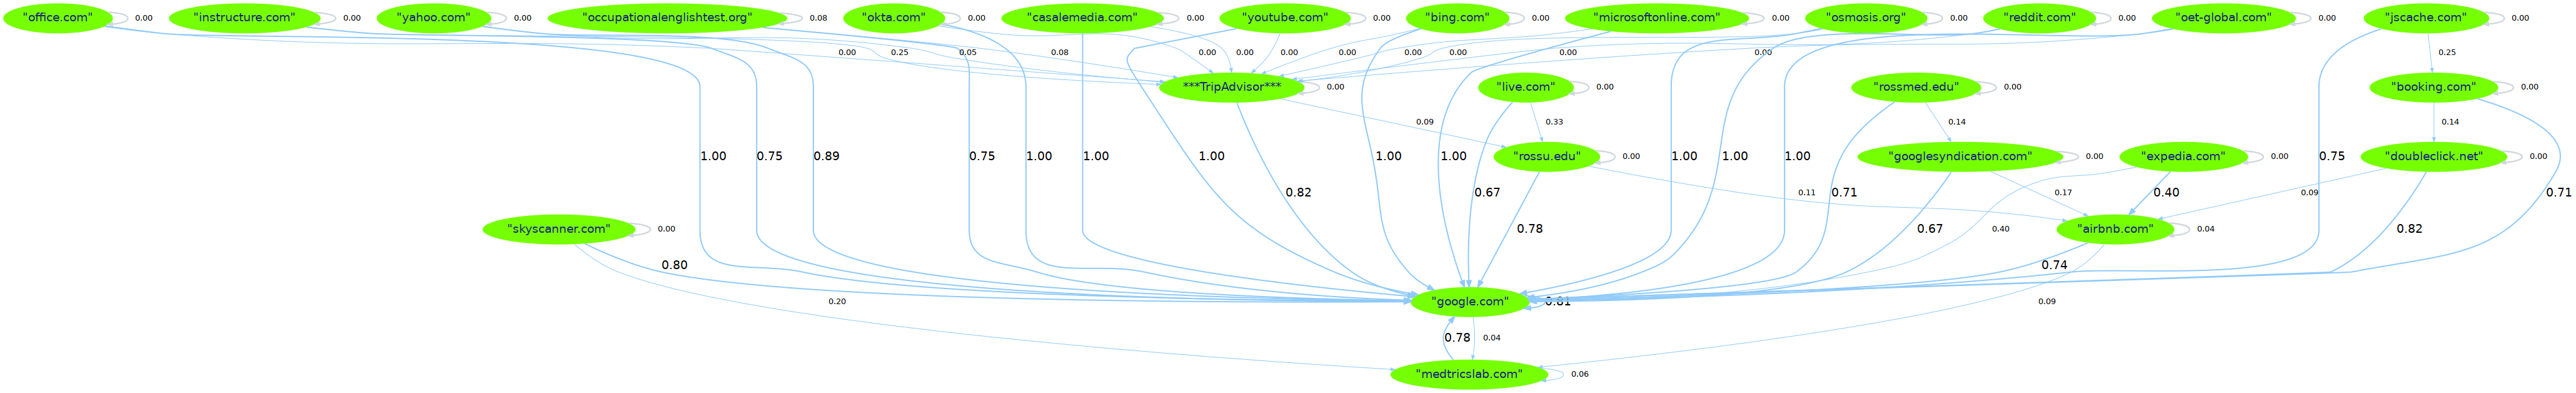 "office.com" 0.00 "instructure.com" 0.00 "yahoo.com" 0.00 "occupationalenglishtest.org" 0.08 "okta.com" 0.00 "casalemedia.com" 0.00 "youtube.com" 0.00 "bing.com" 0.00 "microsoftonline.com" 0.00 "osmosis.org" 0.00 "reddit.com" 0.00 "oet-global.com" 0.00 "jscache.com" 0.00
0.00 0.25 0.05 0.08 0.00 0.00 0.00 0.00 0.00 0.00 0.00 0.00 0.25
***TripAdvisor*** 0.00 "live.com" 0.00 "rossmed.edu" 0.00 "booking.com" 0.00
0.09 0.33 0.14 0.14
1.00 0.75 0.89 0.75 1.00 1.00 1.00 1.00 1.00 "rossu.edu" 0.00 1.00 1.00 1.00 "googlesyndication.com" 0.00 "expedia.com" 0.00 0.75 "doubleclick.net" 0.00
0.82 0.67 0.11 0.71 0.17 0.40 0.09 0.71
"skyscanner.com" 0.00 0.78 0.67 0.40 "airbnb.com" 0.04 0.82
0.80 0.74
0.20 "google.com" 0.81 0.09
0.78 0.04
"medtricslab.com" 0.06